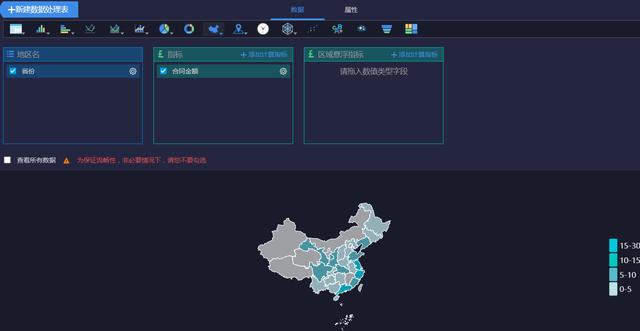 +新建数据处理表
数据
属性
地区名
省份
指标
+添加计算指标
合同金额
区域悬浮指标
+添加计算指标
请拖入数值类型字段
查看所有数据
为保证流畅性，非必要情况下，请您不要勾选
15-30
10-15
5-10
0-5